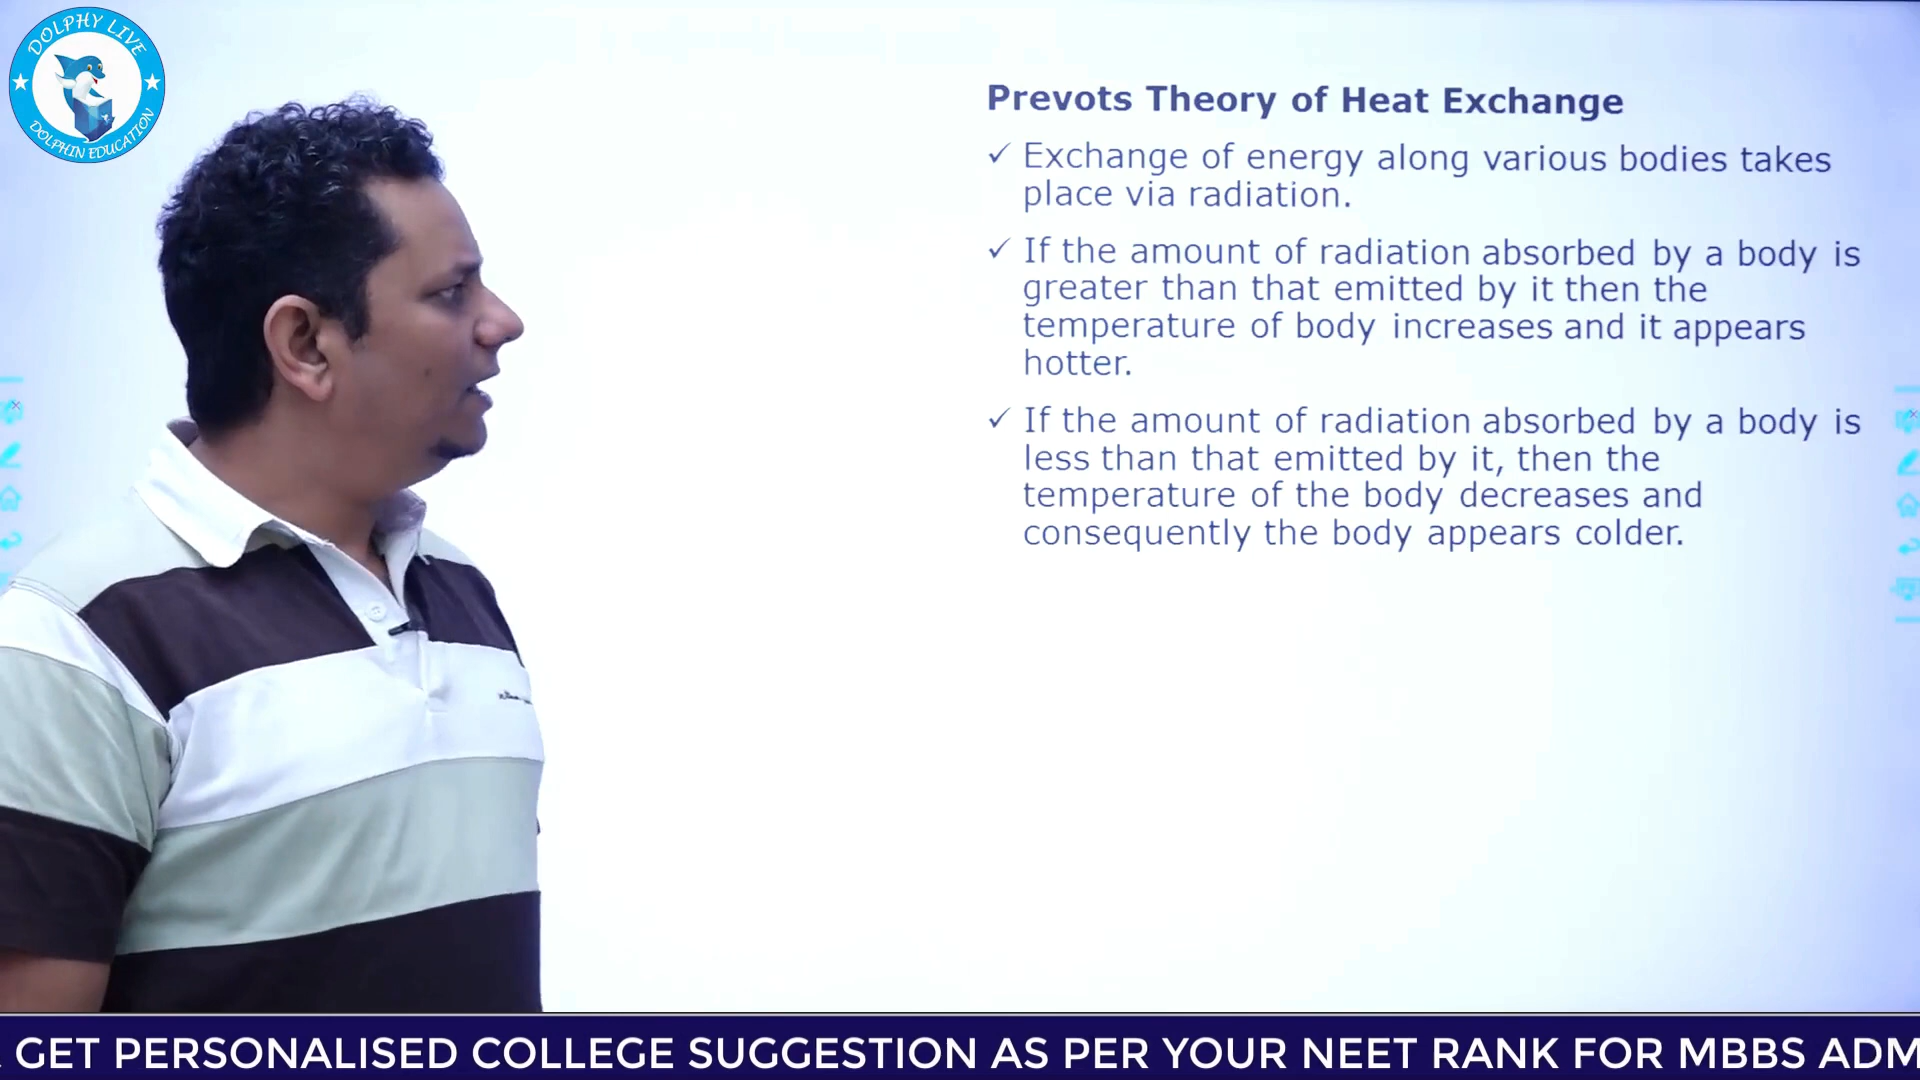 DOLPHY LIVE
DOLPHIN EDUCATION
Prevots Theory of Heat Exchange
✓ Exchange of energy along various bodies takes
place via radiation.
✓ If the amount of radiation absorbed by a body is
greater than that emitted by it then the
temperature of body increases and it appears
hotter.
✓ If the amount of radiation absorbed by a body is
less than that emitted by it, then the
temperature of the body decreases and
consequently the body appears colder.
GET PERSONALISED COLLEGE SUGGESTION AS PER YOUR NEET RANK FOR MBBS ADM